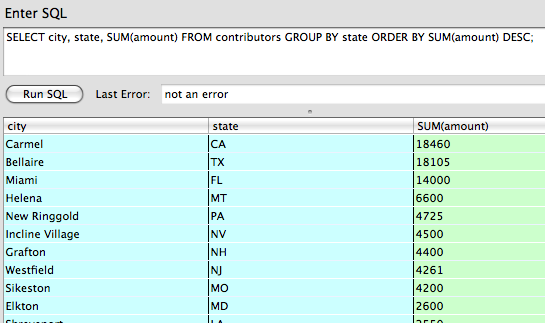 Enter SQL
SELECT city, state, SUM(amount) FROM contributors GROUP BY state ORDER BY SUM(amount) DESC;
Run SQL Last Error: not an error
city state SUM(amount)
Carmel CA 18460
Bellaire TX 18105
Miami FL 14000
Helena MT 6600
New Ringgold PA 4725
Incline Village NV 4500
Grafton NH 4400
Westfield NJ 4261
Sikeston MO 4200
Elkton MD 2600